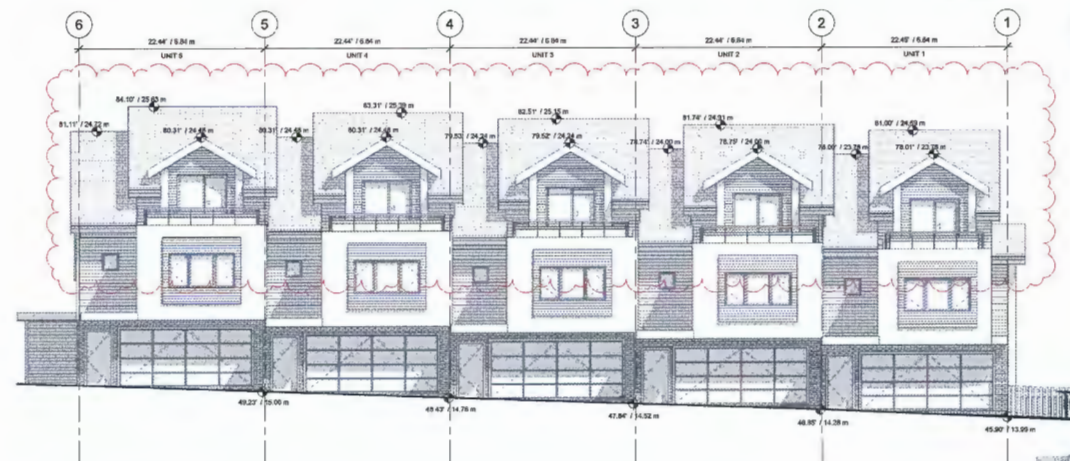 6 5 4 3 2 1
22.44' / 6.84 m 22.44' / 6.84 m 22.44' / 6.84 m 22.44' / 6.84 m 22.45' / 6.84 m
UNIT 5 UNIT 4 UNIT 3 UNIT 2 UNIT 1
84.10' / 25.63 m
83.31' / 25.39 m
82.51' / 25.15 m
81.74' / 24.91 m
81.00' / 24.69 m
81.11' / 24.72 m
80.31' / 24.48 m 80.31' / 24.48 m 80.31' / 24.48 m
79.52' / 24.24 m 79.52' / 24.24 m
78.74' / 24.00 m 78.75' / 24.00 m
78.00' / 23.78 m 78.01' / 23.78 m
49.23' / 15.00 m
48.43' / 14.76 m
47.64' / 14.52 m
46.85' / 14.28 m
45.90' / 13.99 m